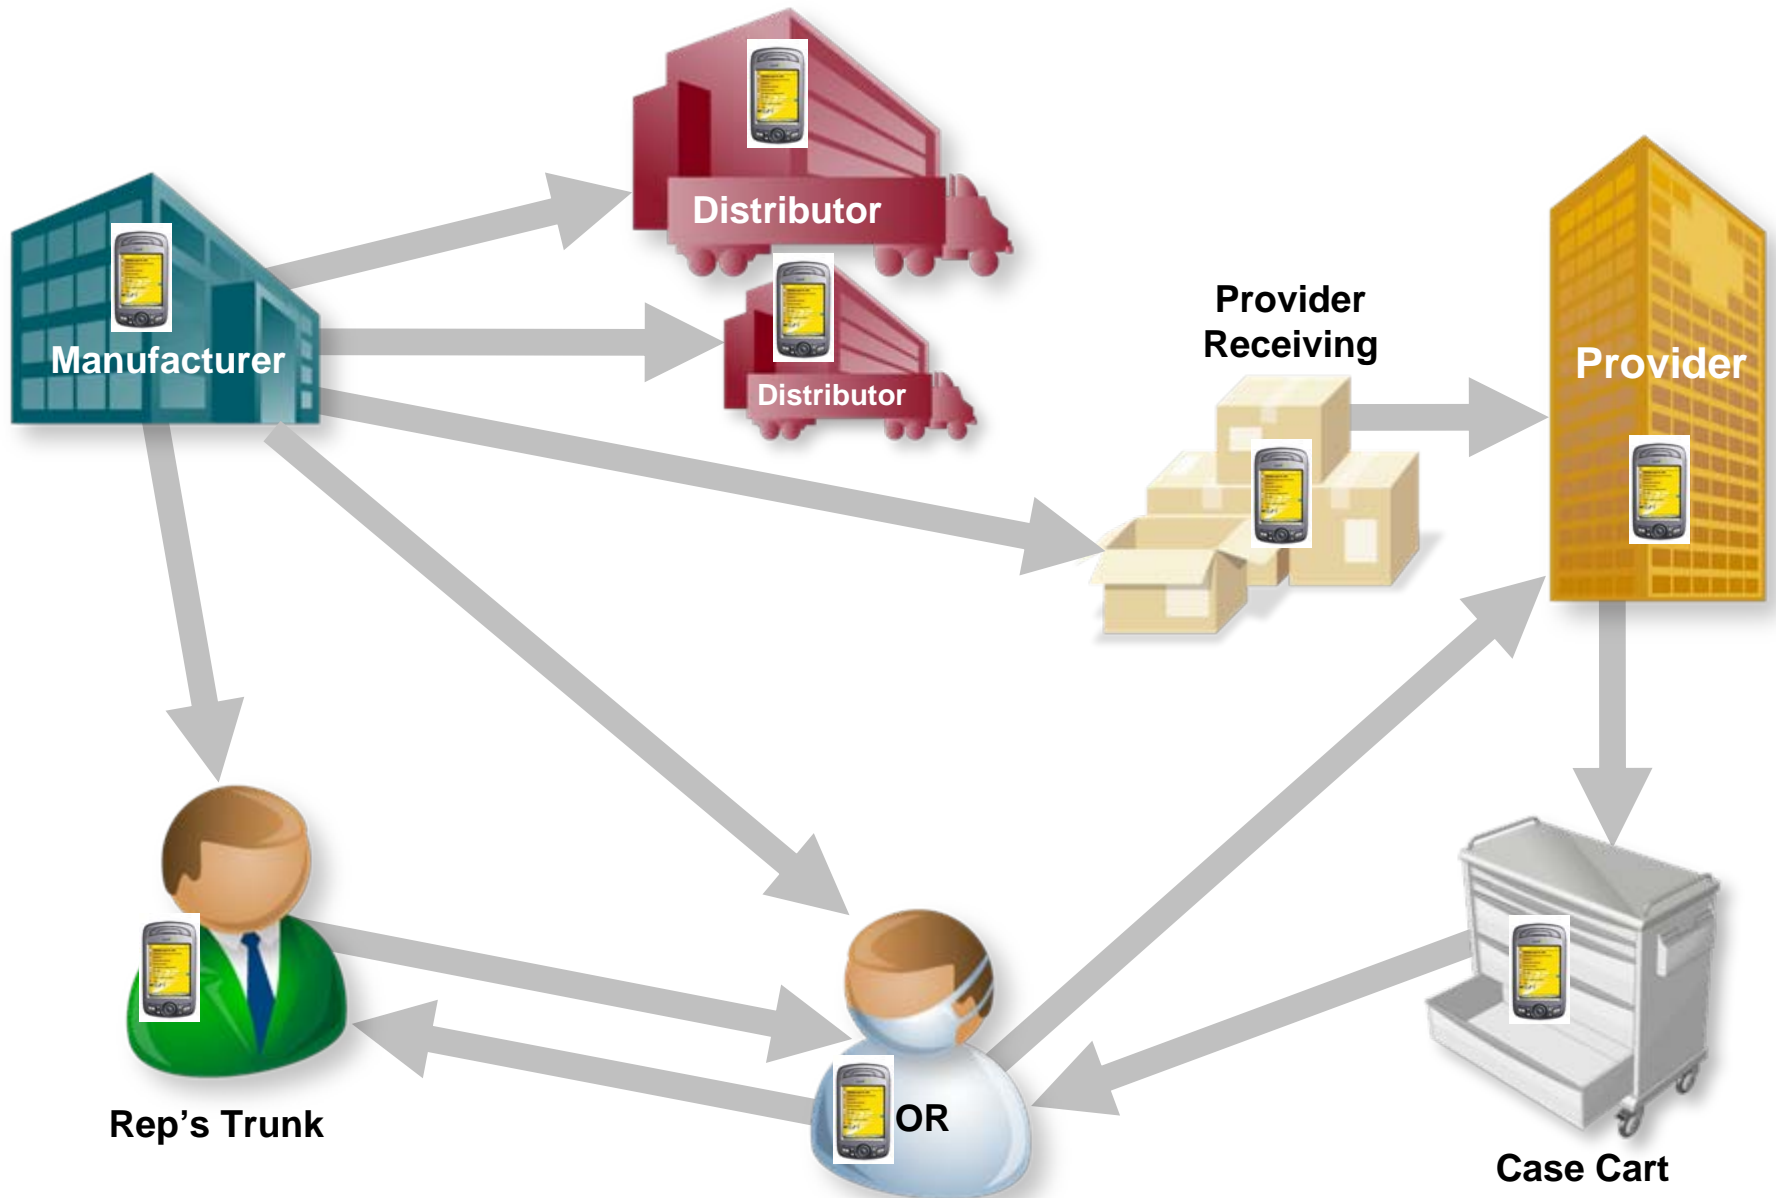 Distributor
Manufacturer
Distributor
Provider
Receiving
Provider
Rep's Trunk
OR
Case Cart